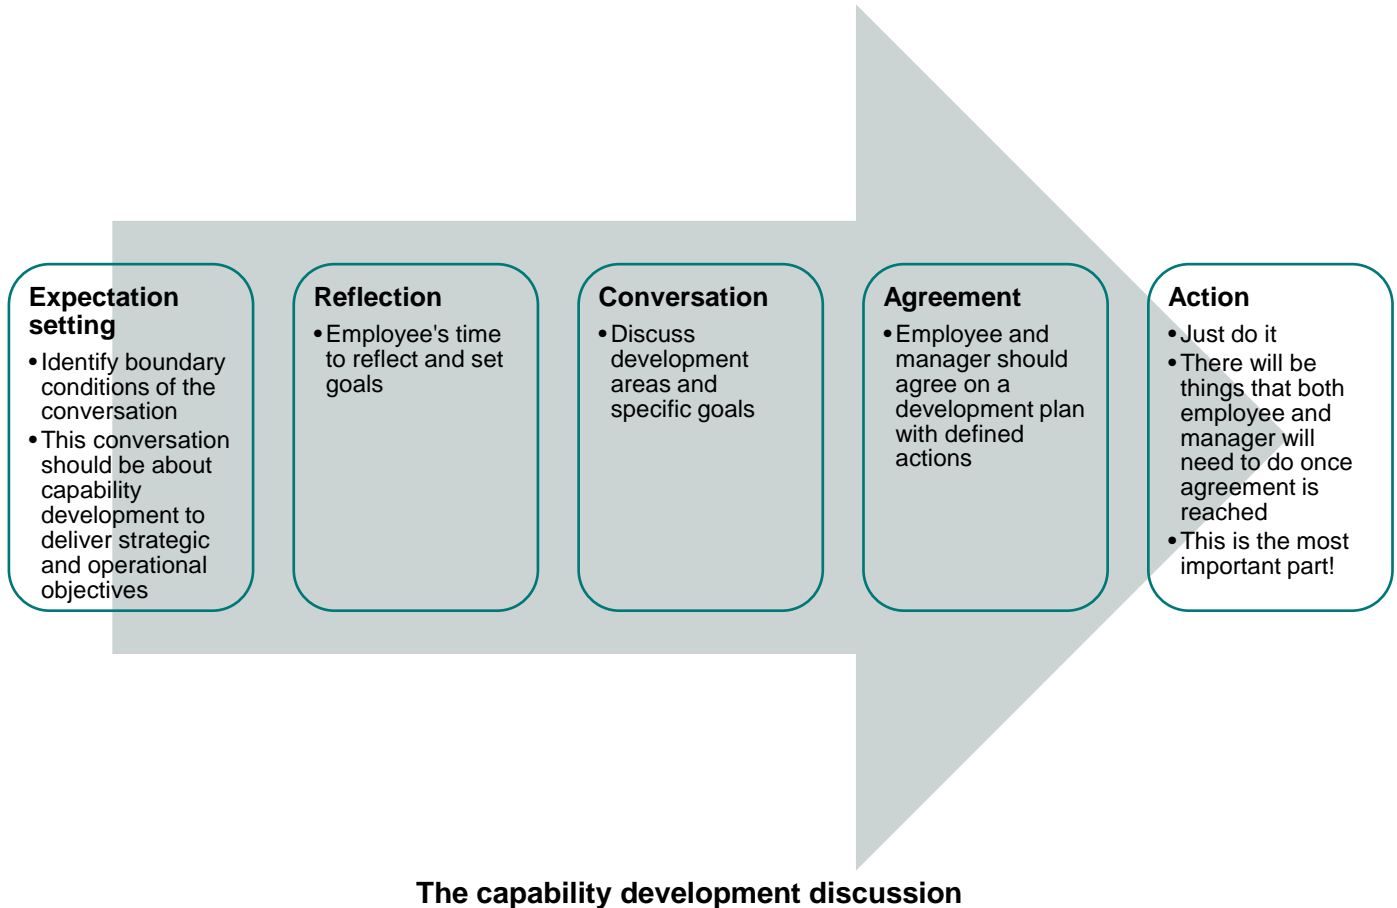 Expectation
setting
•Identify boundary
conditions of the
conversation
•This conversation
should be about
capability
development to
deliver strategic
and operational
objectives
Reflection
•Employee's time
to reflect and set
goals
Conversation
•Discuss
development
areas and
specific goals
Agreement
•Employee and
manager should
agree on a
development plan
with defined
actions
Action
•Just do it
•There will be
things that both
employee and
manager will
need to do once
agreement is
reached
•This is the most
important part!
The capability development discussion